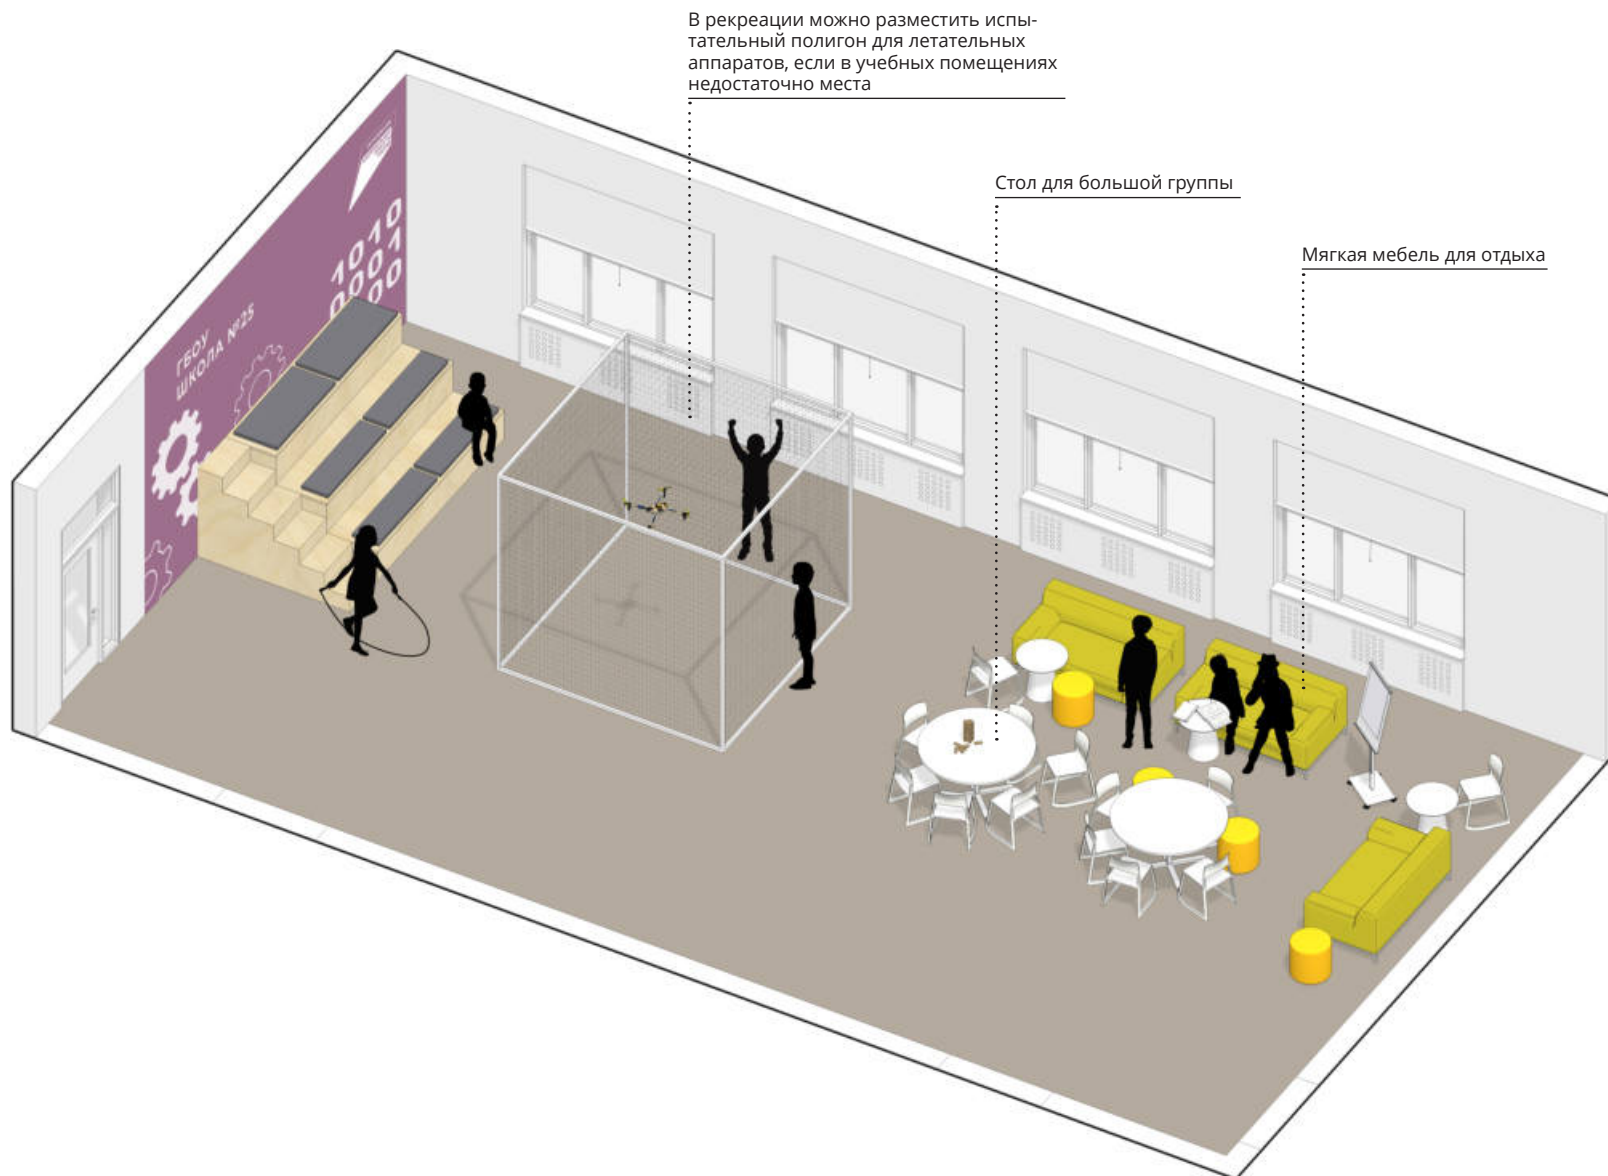 В рекреации можно разместить испы-
тательный полигон для летательных
аппаратов, если в учебных помещениях
недостаточно места
Стол для большой группы
Мягкая мебель для отдыха
1010
0001
0000
ГБОУ
ШКОЛА №25